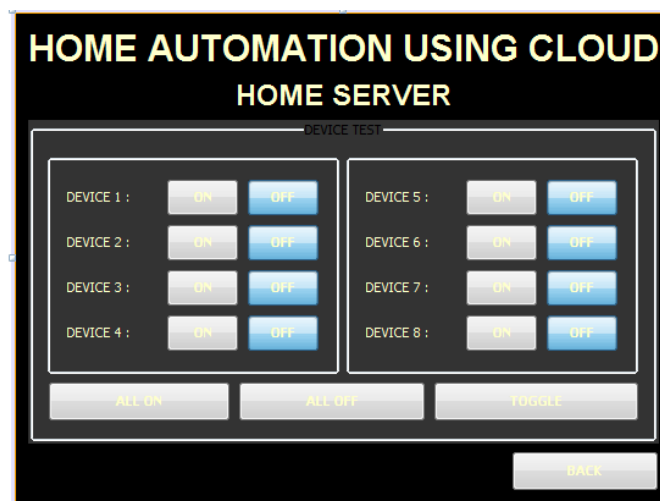 HOME AUTOMATION USING CLOUD
HOME SERVER
DEVICE TEST
DEVICE 1 : ON OFF
DEVICE 2 : ON OFF
DEVICE 3 : ON OFF
DEVICE 4 : ON OFF
DEVICE 5 : ON OFF
DEVICE 6 : ON OFF
DEVICE 7 : ON OFF
DEVICE 8 : ON OFF
ALL ON ALL OFF TOGGLE
BACK